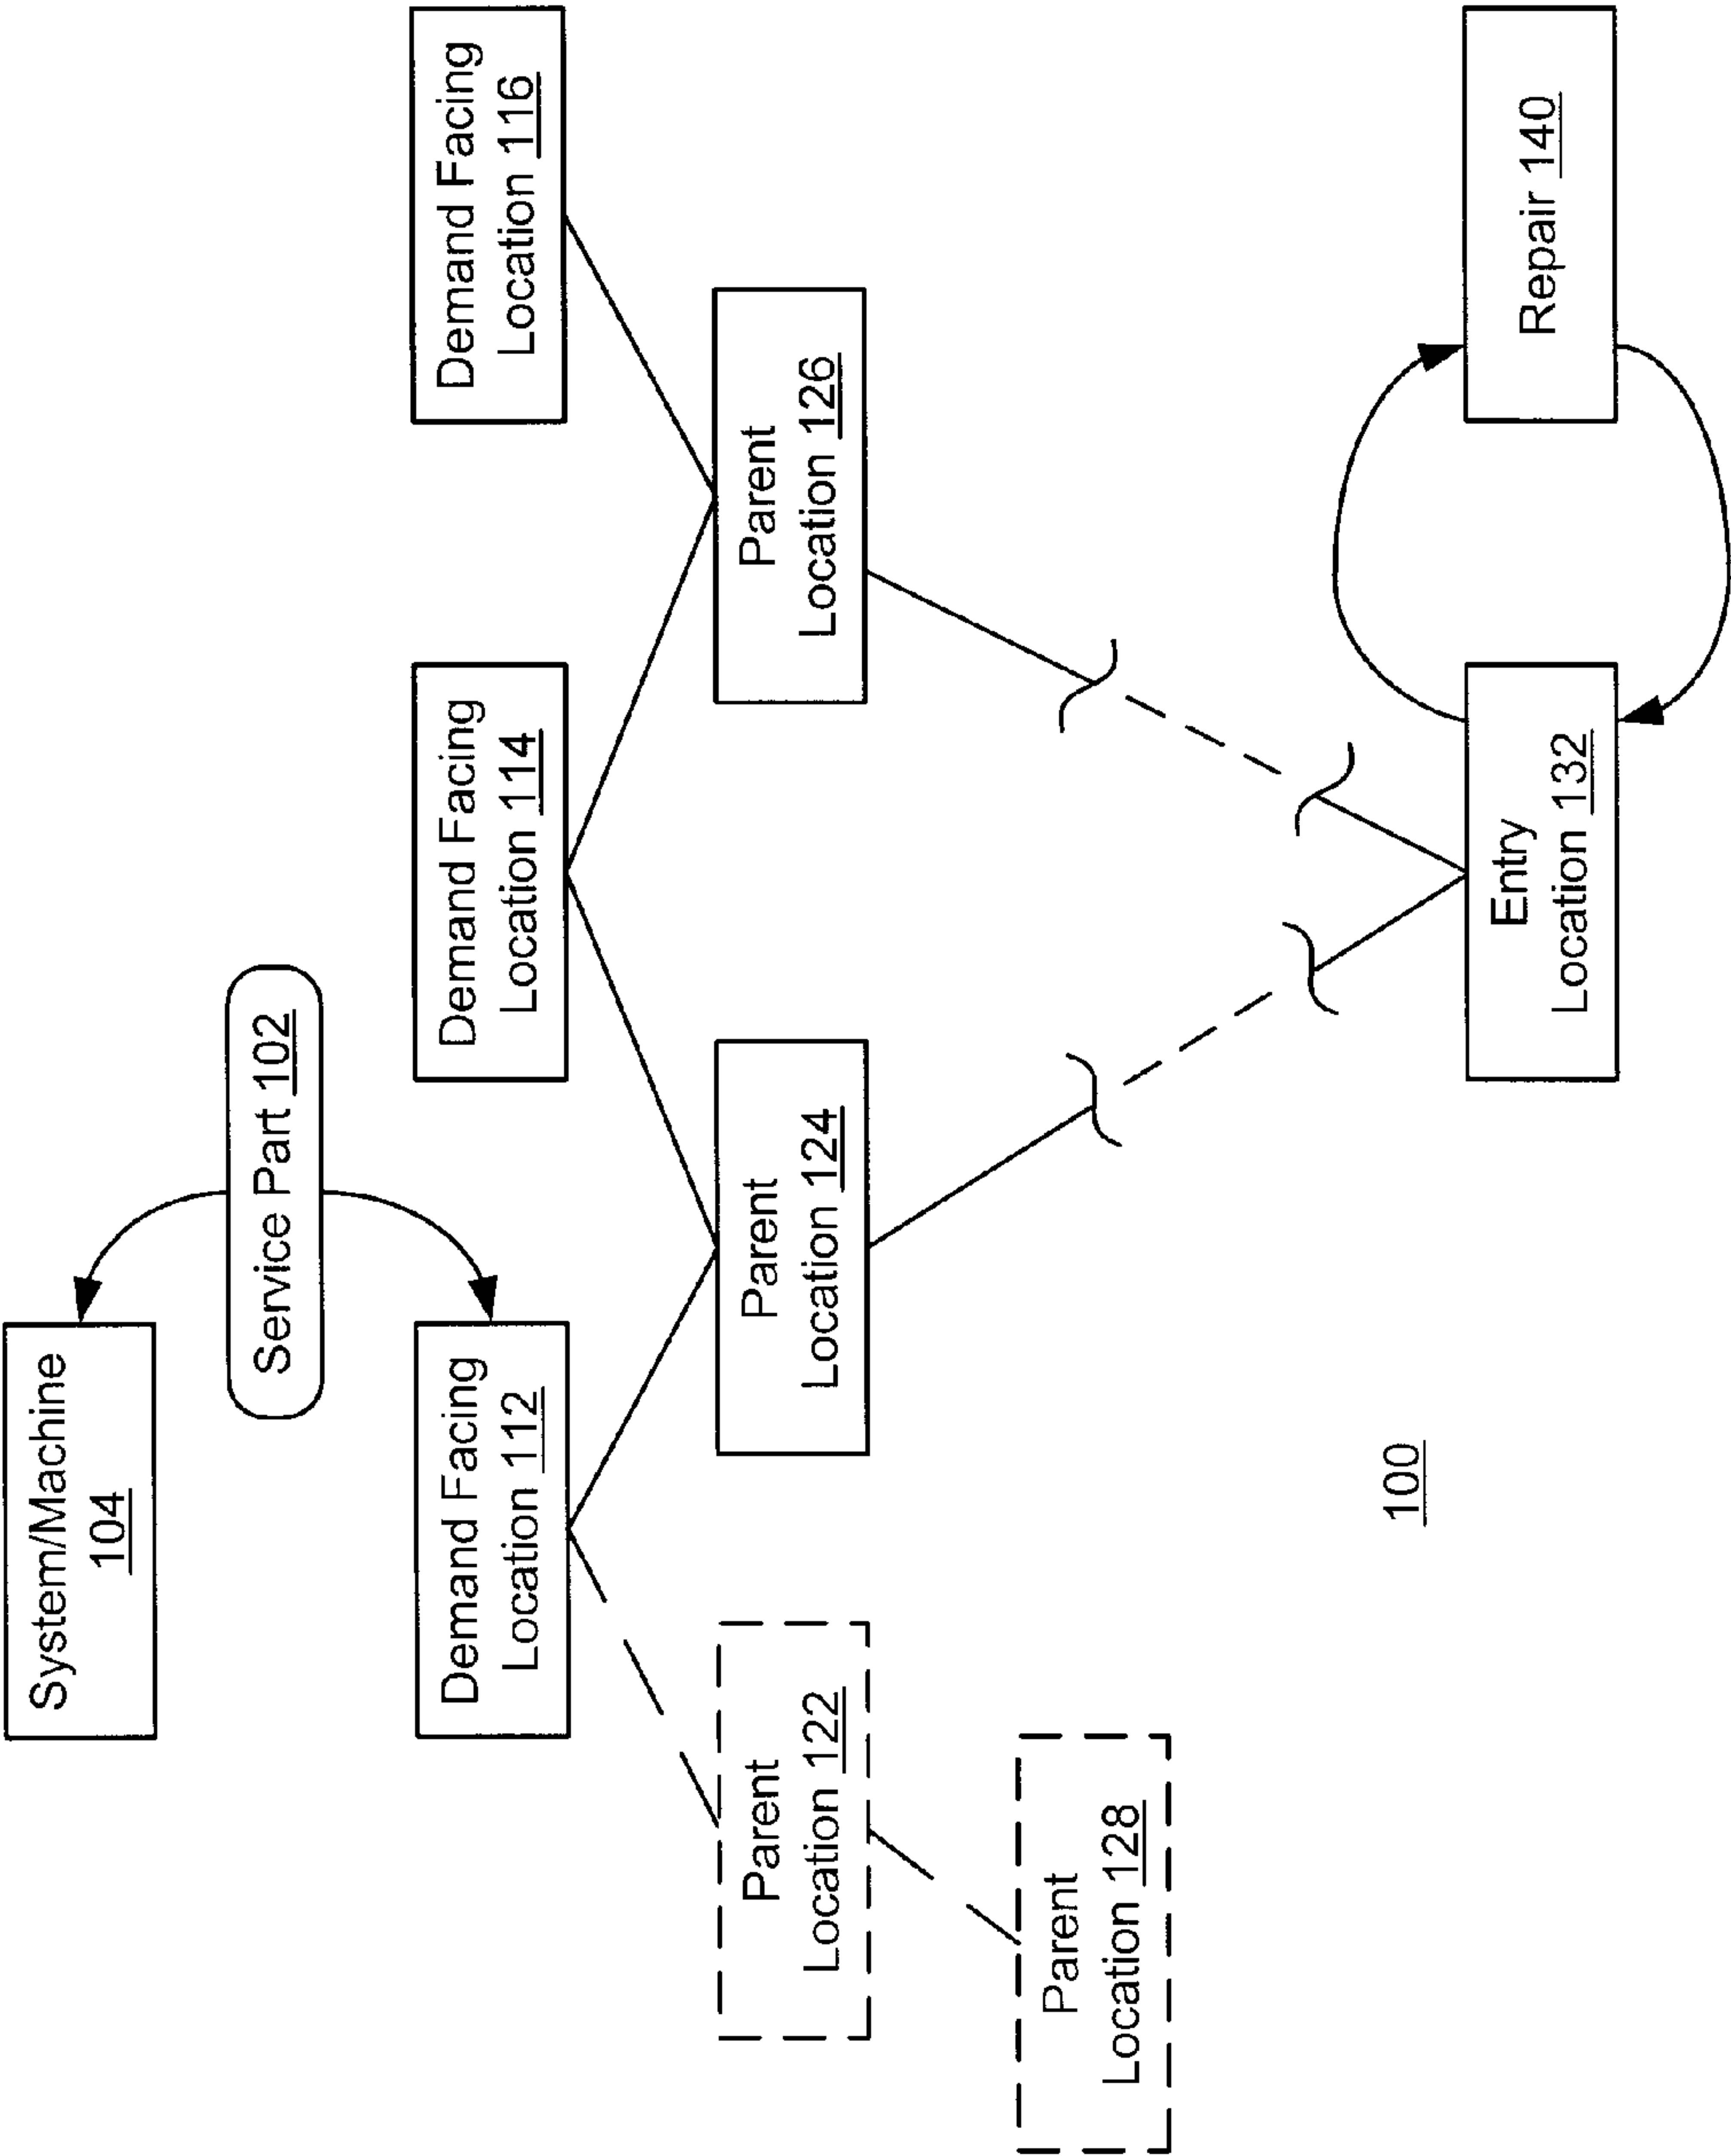 System/Machine
104
Service Part 102
Demand Facing
Location 112
Demand Facing
Location 114
Demand Facing
Location 116
Parent
Location 122
Parent
Location 124
Parent
Location 126
Parent
Location 128
100
Entry
Location 132
Repair 140